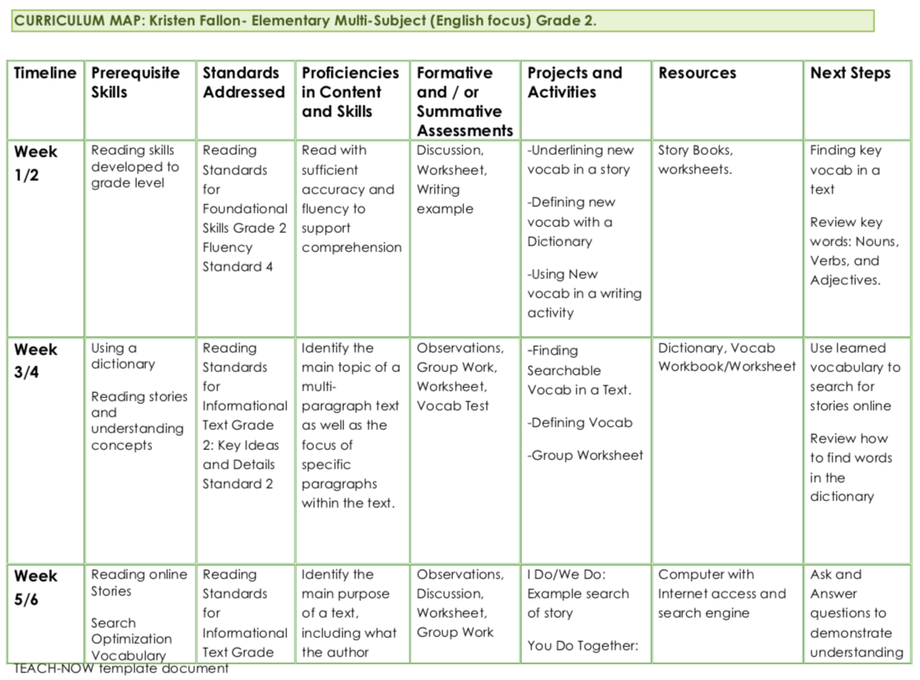 CURRICULUM MAP: Kristen Fallon- Elementary Multi-Subject (English focus) Grade 2.
Timeline
Prerequisite
Skills
Standards
Addressed
Proficiencies
in Content
and Skills
Formative
and / or
Summative
Assessments
Projects and
Activities
Resources
Next Steps
Week
1/2
Reading skills
developed to
grade level
Reading
Standards
for
Foundational
Skills Grade 2
Fluency
Standard 4
Read with
sufficient
accuracy and
fluency to
support
comprehension
Discussion,
Worksheet,
Writing
example
-Underlining new
vocab in a story
-Defining new
vocab with a
Dictionary
-Using New
vocab in a writing
activity
Story Books,
worksheets.
Finding key
vocab in a
text
Review key
words: Nouns,
Verbs, and
Adjectives.
Week
3/4
Using a
dictionary
Reading stories
and
understanding
concepts
Reading
Standards
for
Informational
Text Grade
2: Key Ideas
and Details
Standard 2
Identify the
main topic of a
multi-
paragraph text
as well as the
focus of
specific
paragraphs
within the text.
Observations,
Group Work,
Worksheet,
Vocab Test
-Finding
Searchable
Vocab in a Text.
-Defining Vocab
-Group Worksheet
Dictionary, Vocab
Workbook/Worksheet
Use learned
vocabulary to
search for
stories online
Review how
to find words
in the
dictionary
Week
5/6
Reading online
Stories
Search
Optimization
Vocabulary
Reading
Standards
for
Informational
Text Grade
Identify the
main purpose
of a text,
including what
the author
Observations,
Discussion,
Worksheet,
Group Work
I Do/We Do:
Example search
of story
You Do Together:
Computer with
Internet access and
search engine
Ask and
Answer
questions to
demonstrate
understanding
TEACH-NOW template document